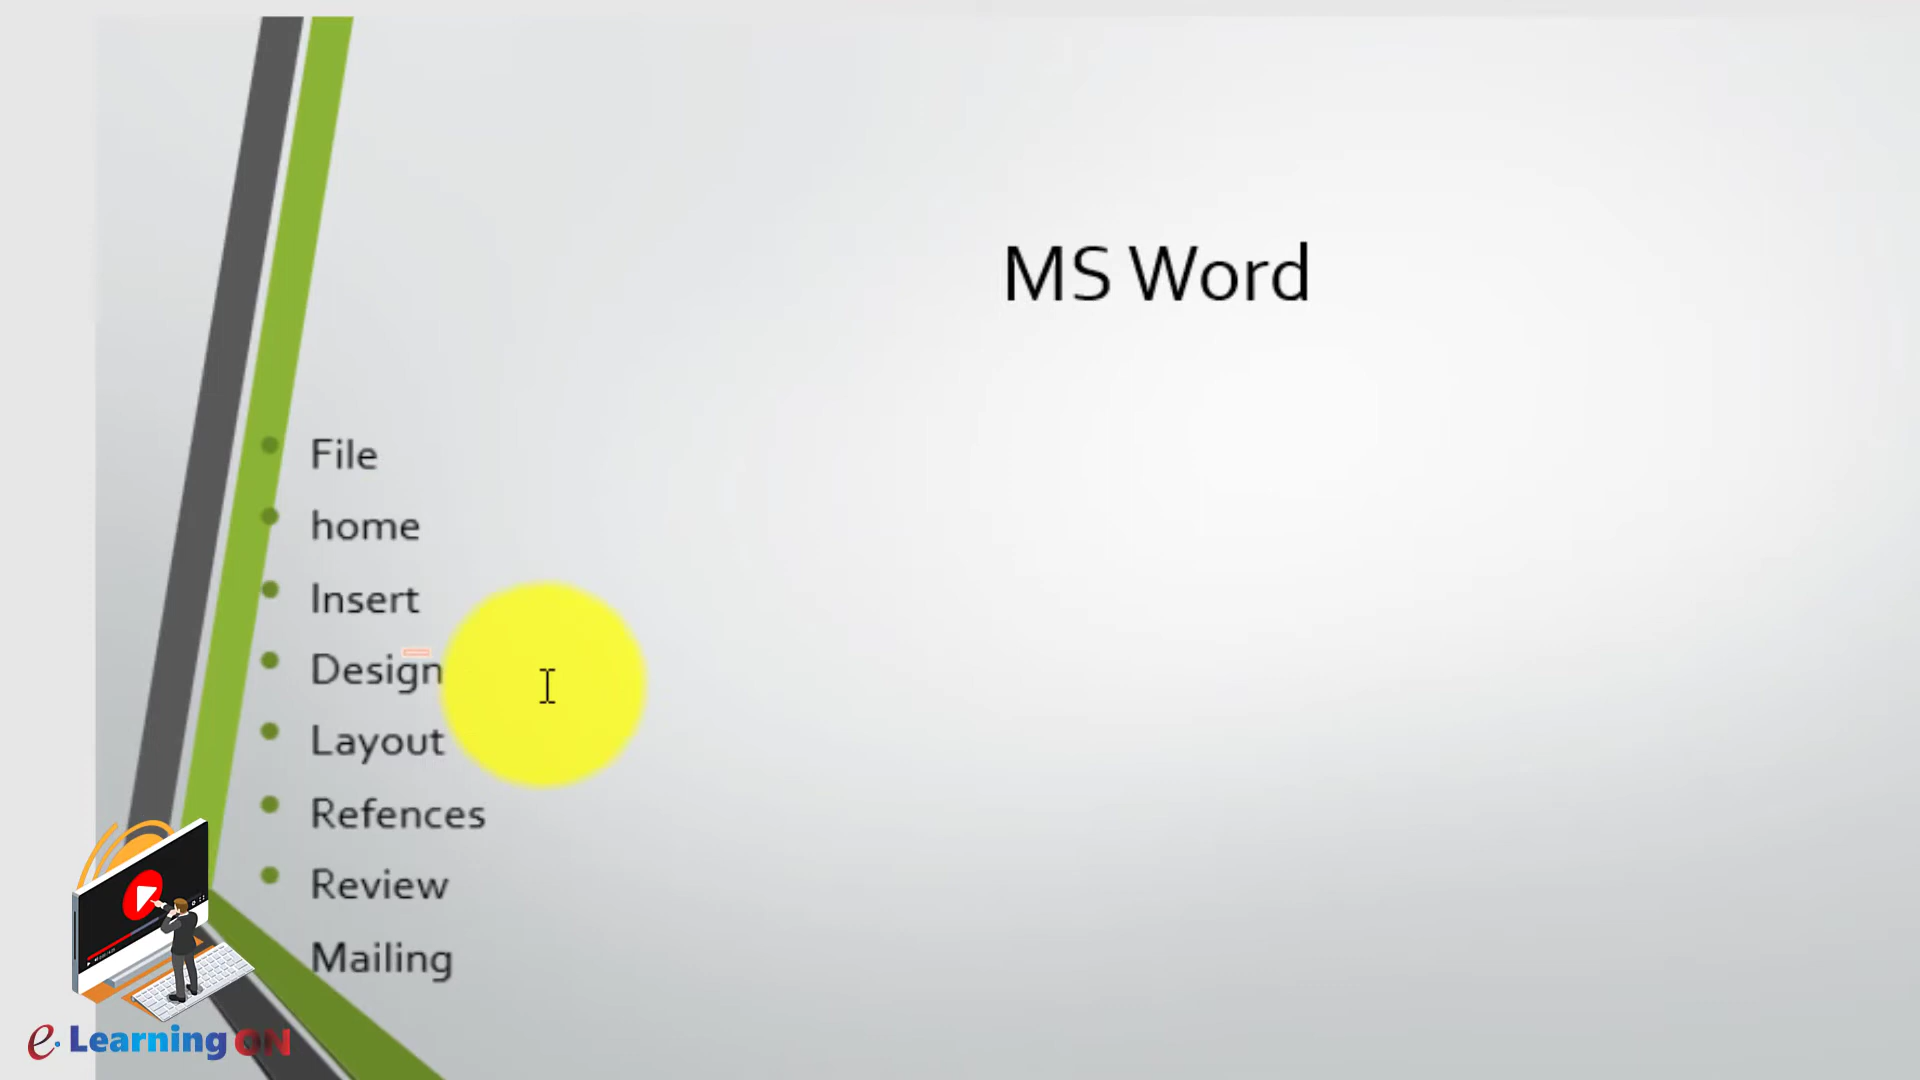 MS Word
File
home
Insert
Design
Layout
Refences
Review
Mailing
e. Learning ON